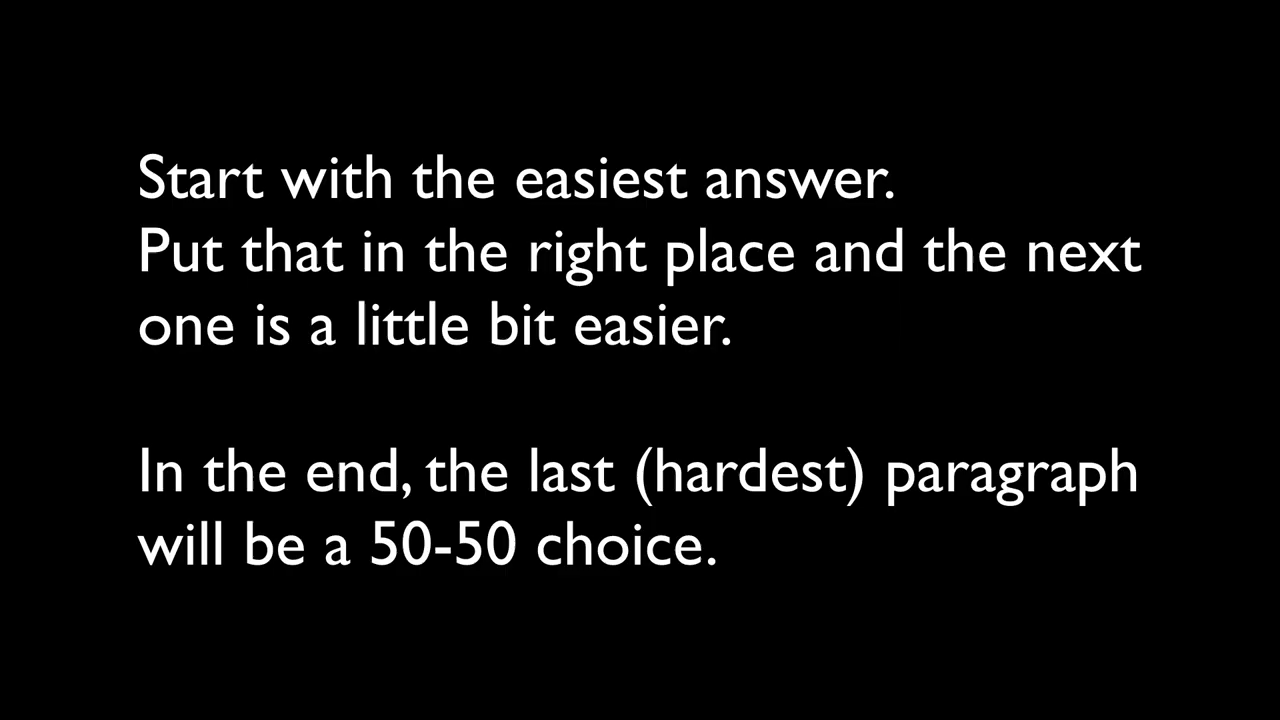 Start with the easiest answer.
Put that in the right place and the next
one is a little bit easier.
In the end, the last (hardest) paragraph
will be a 50-50 choice.